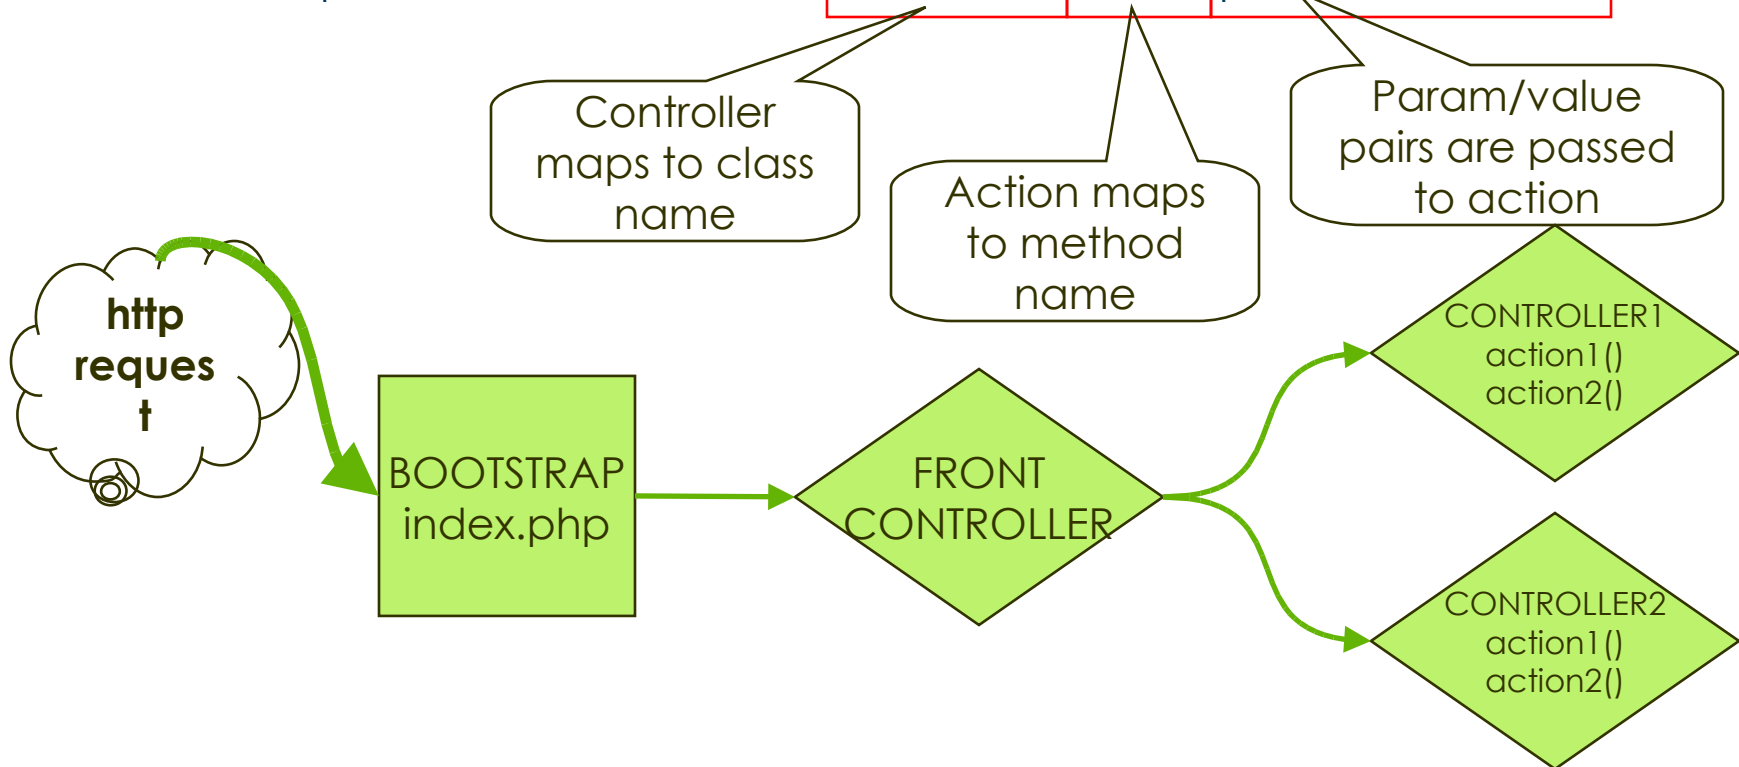 Controller
maps to class
name
Action maps
to method
name
Param/value
pairs are passed
to action
http
reques
t
BOOTSTRAP
index.php
FRONT
CONTROLLER
CONTROLLER1
action1()
action2()
CONTROLLER2
action1()
action2()